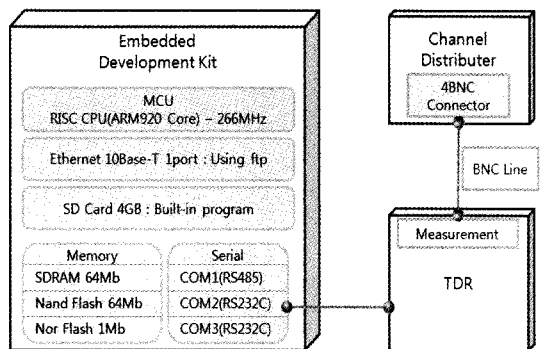 Embedded
Development Kit
MCU
RISC CPU(ARM920 Core) – 266MHz
Ethernet 10Base-T 1port : Using ftp
SD Card 4GB : Built-in program
Memory
SDRAM 64Mb
Nand Flash 64Mb
Nor Flash 1Mb
Serial
COM1(RS485)
COM2(RS232C)
COM3(RS232C)
Channel
Distributer
4BNC
Connector
BNC Line
Measurement
TDR